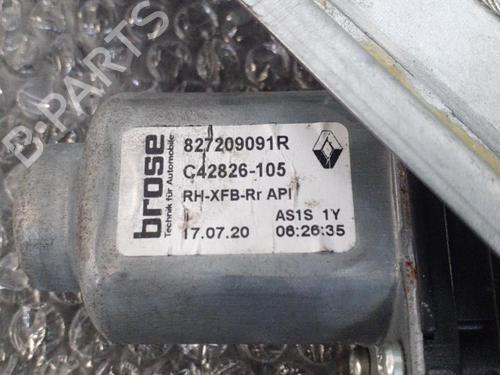 B-PARTS
brose
Technik für Automobile
827209091R
C42826-105
RH-XFB-Rr API
AS1S 1Y
17.07.20 06:26:35